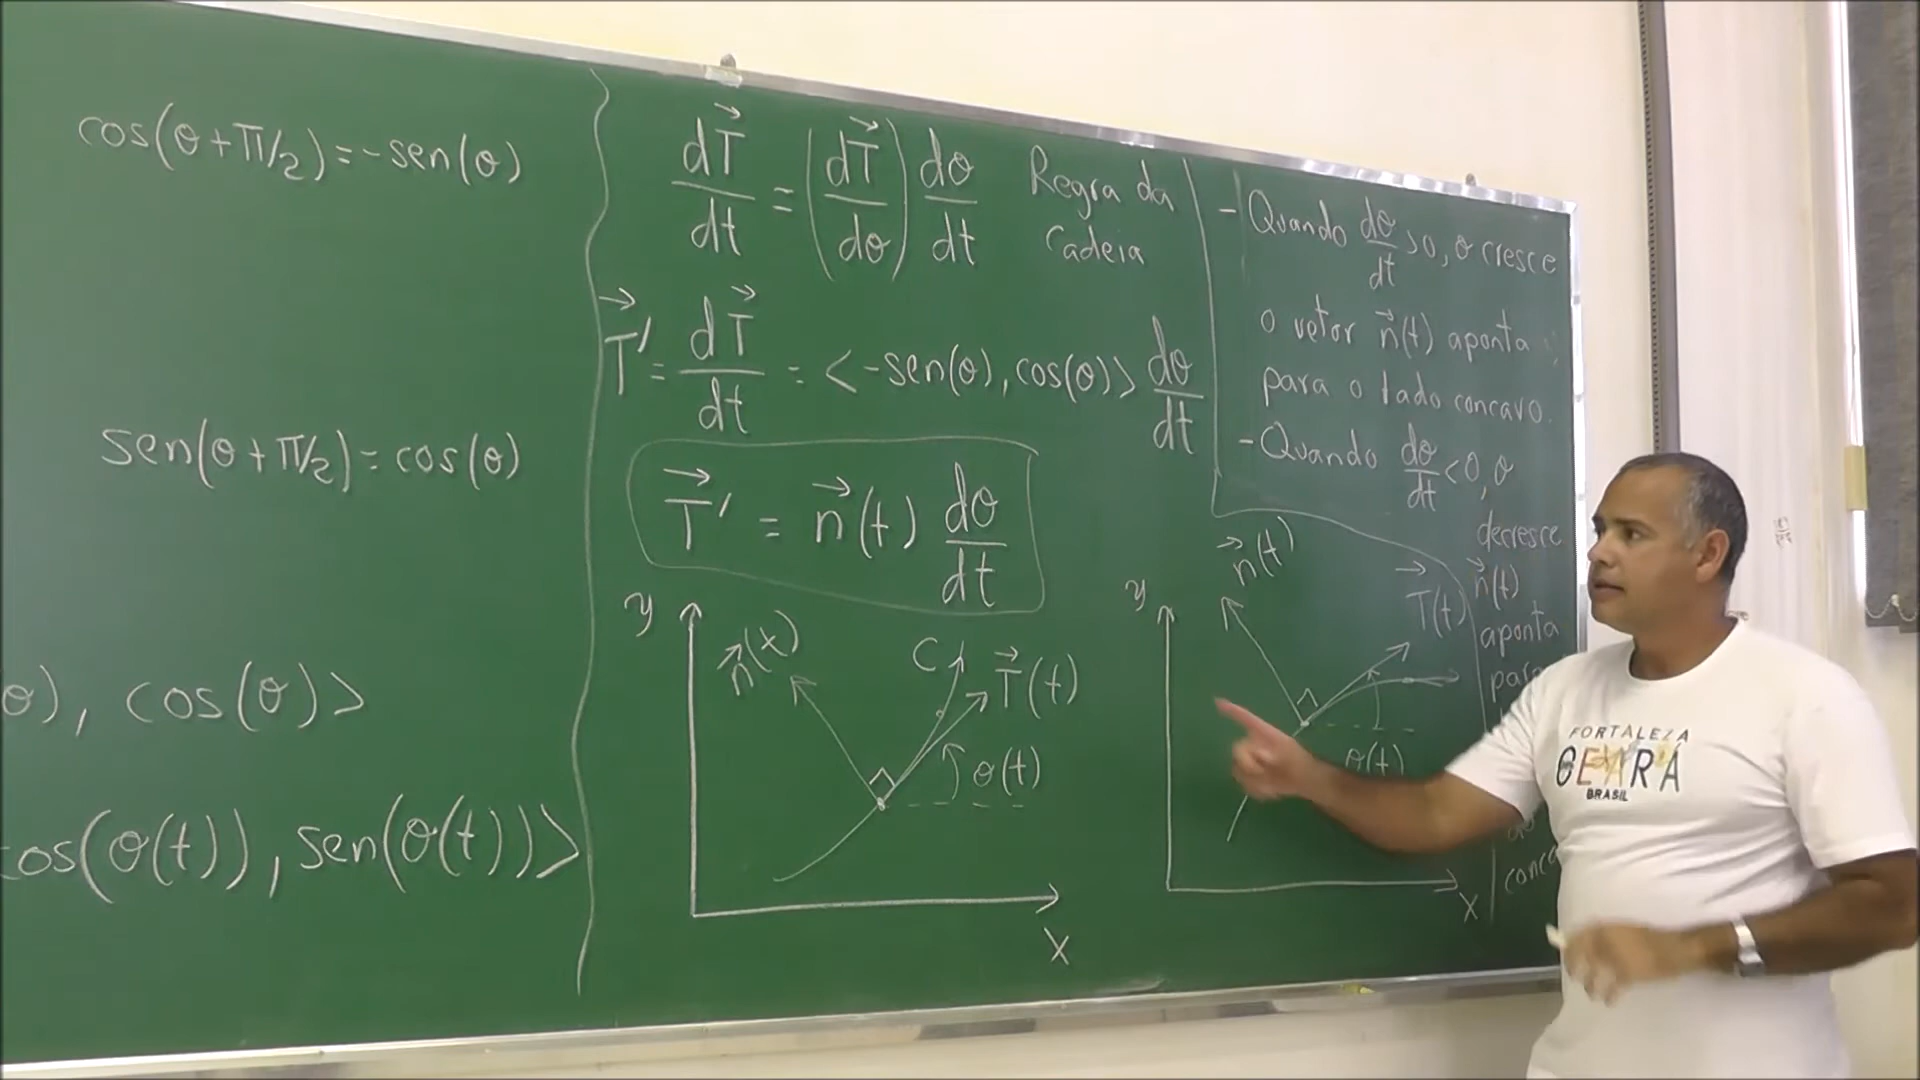 cos(θ+π/2)=-sen(θ)
sen(θ+π/2)=cos(θ)
θ), cos(θ)>
cos(θ(t)), sen(θ(t))>
dT⃗/dt = (dT⃗/dθ) dθ/dt Regra da
Cadeia
T⃗' = dT⃗/dt = <-sen(θ), cos(θ)> dθ/dt
T⃗' = n⃗(t) dθ/dt
y
n⃗(t)
C
T⃗(t)
θ(t)
x
- Quando dθ/dt >0, θ cresce
o vetor n⃗(t) aponta
para o lado concavo.
- Quando dθ/dt <0, θ
decresce
n⃗(t)
aponta
para
conca
y
n⃗(t)
T⃗(t)
θ(t)
x
FORTALEZA
CEARÁ
BRASIL